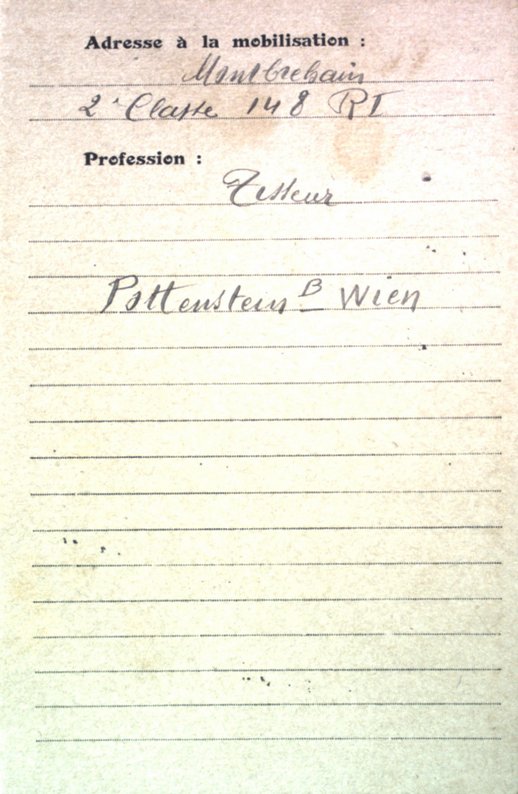 Adresse à la mobilisation :
Montbrehain
2e Classe 148 RI
Profession :
Tisseur
Pottenstein B Wien